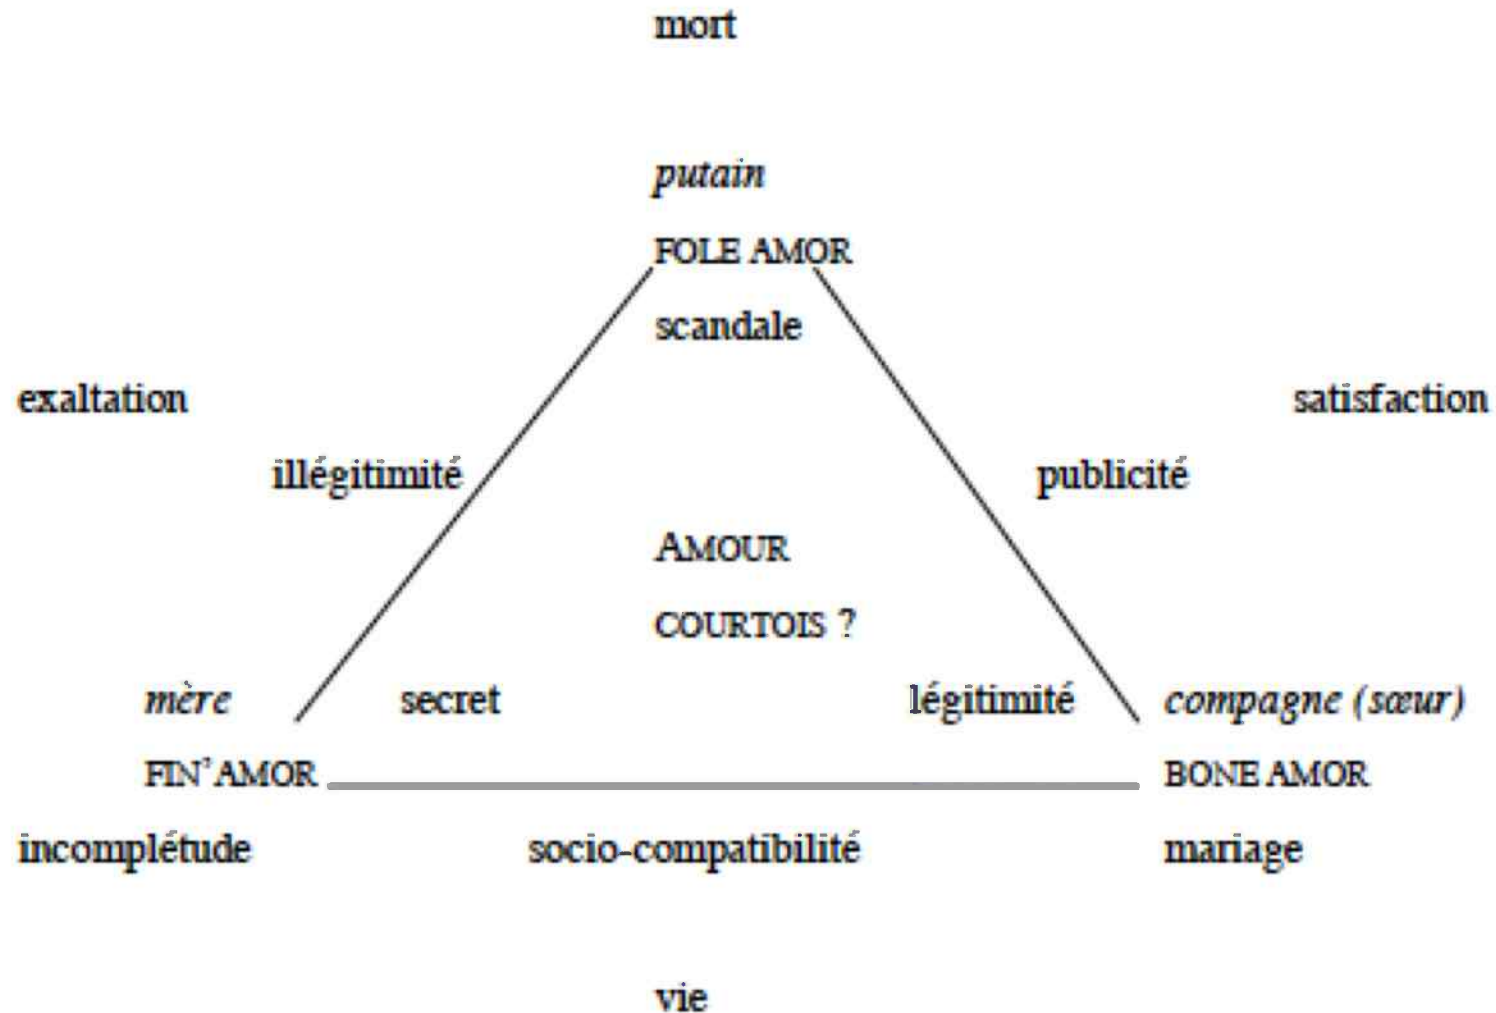 mort
putain
FOLE AMOR
scandale
exaltation satisfaction
illégitimité publicité
AMOUR
COURTOIS ?
mère secret légitimité compagne (sœur)
FIN’AMOR BONE AMOR
incomplétude socio-compatibilité mariage
vie